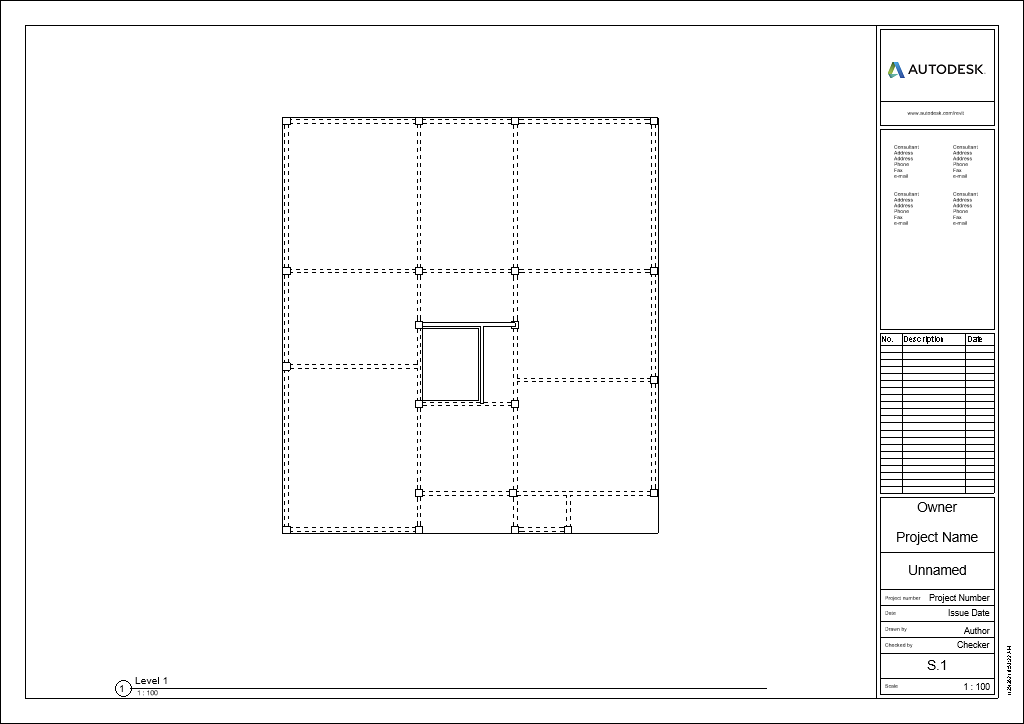 AUTODESK.
www.autodesk.com/revit
Consultant
Address
Address
Phone
Fax
e-mail
Consultant
Address
Address
Phone
Fax
e-mail
Consultant
Address
Address
Phone
Fax
e-mail
Consultant
Address
Address
Phone
Fax
e-mail
No. Description Date
Owner
Project Name
Unnamed
Project number Project Number
Date Issue Date
Drawn by Author
Checked by Checker
S.1
Scale 1 : 100
1 Level 1
1 : 100